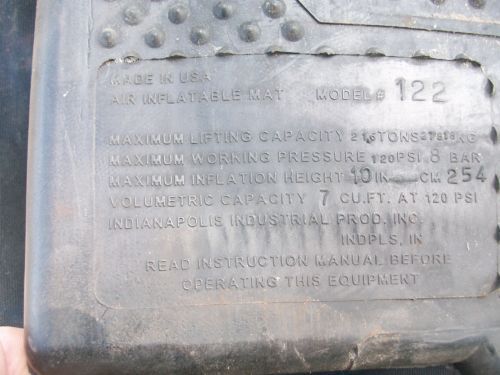 MADE IN USA
AIR INFLATABLE MAT MODEL # 122
MAXIMUM LIFTING CAPACITY TONS KG
MAXIMUM WORKING PRESSURE 120PSI 8 BAR
MAXIMUM INFLATION HEIGHT 10 IN CM 254
VOLUMETRIC CAPACITY 7 CU.FT. AT 120 PSI
INDIANAPOLIS INDUSTRIAL PROD. INC.
INDPLS, IN
READ INSTRUCTION MANUAL BEFORE
OPERATING THIS EQUIPMENT